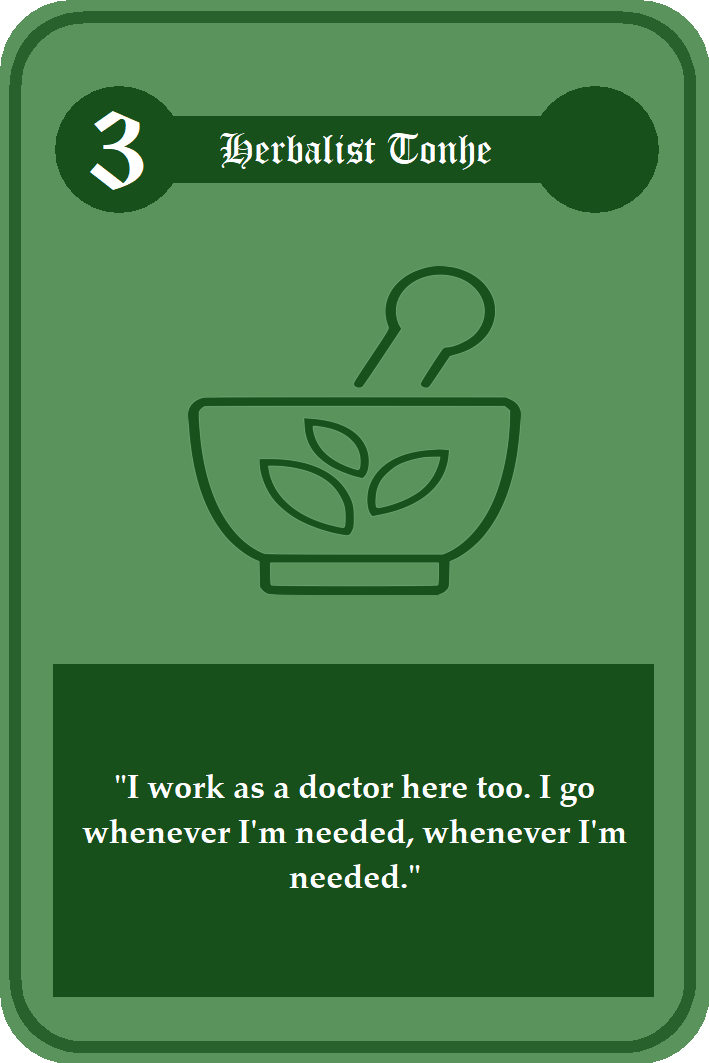 3 Herbalist Tonhe
"I work as a doctor here too. I go
whenever I'm needed, whenever I'm
needed."